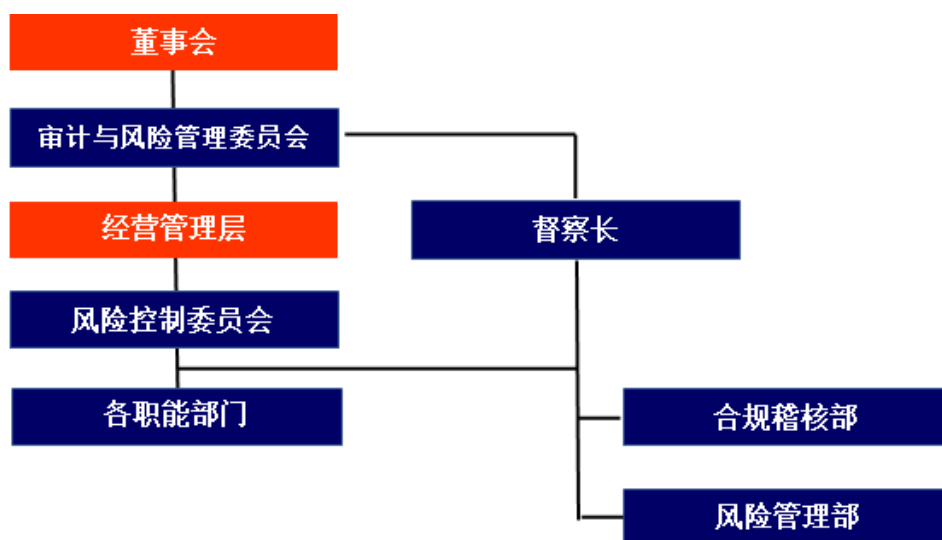 董事会
审计与风险管理委员会
经营管理层
督察长
风险控制委员会
各职能部门
合规稽核部
风险管理部